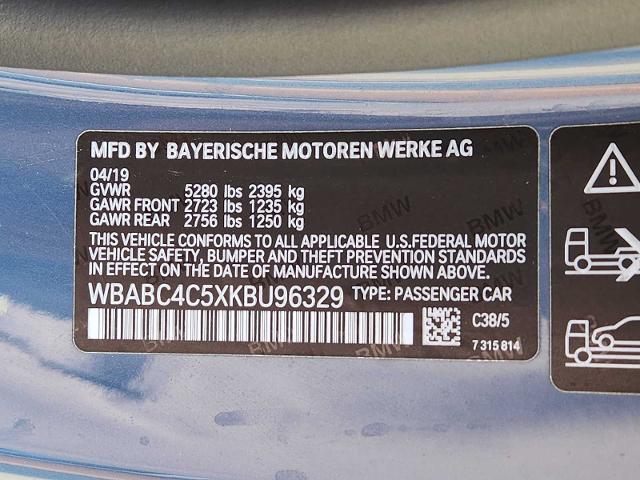 MFD BY BAYERISCHE MOTOREN WERKE AG
04/19
GVWR 5280 lbs 2395 kg
GAWR FRONT 2723 lbs 1235 kg
GAWR REAR 2756 lbs 1250 kg
THIS VEHICLE CONFORMS TO ALL APPLICABLE U.S.FEDERAL MOTOR
VEHICLE SAFETY, BUMPER AND THEFT PREVENTION STANDARDS
IN EFFECT ON THE DATE OF MANUFACTURE SHOWN ABOVE.
WBABC4C5XKBU96329 TYPE: PASSENGER CAR
C38/5
7 315 814
BMW
BMW